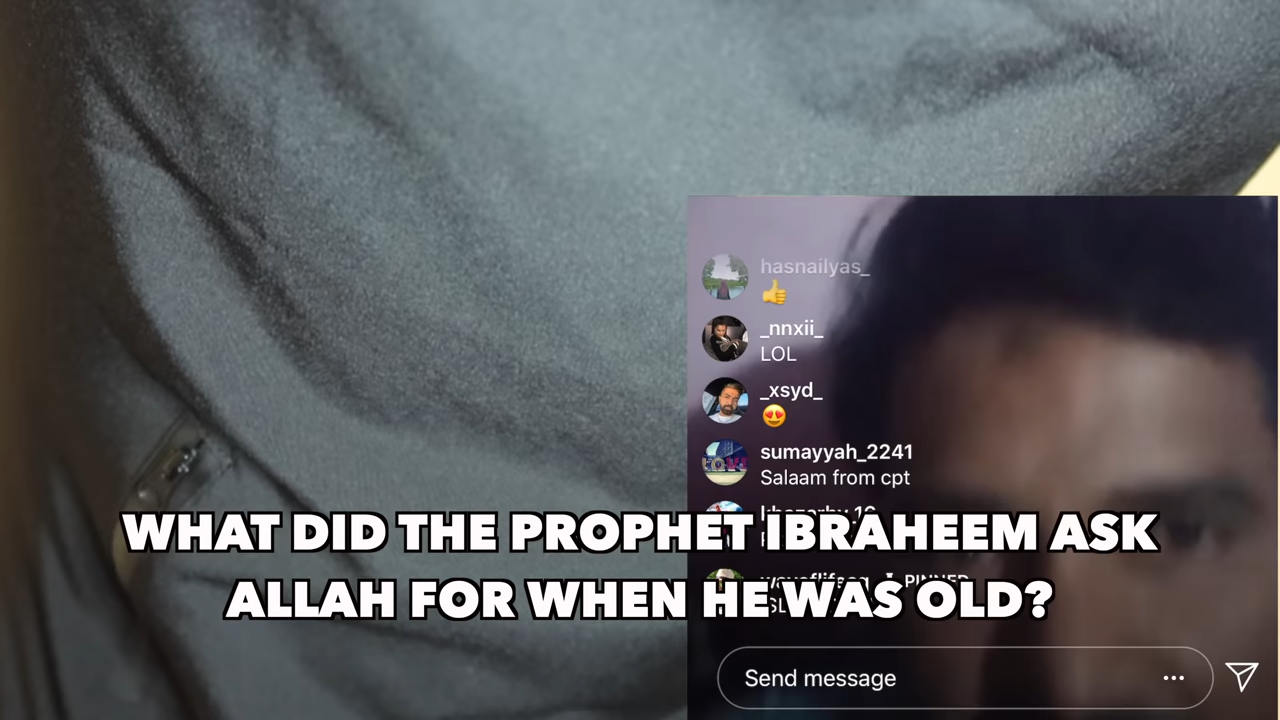 hasnailyas_
👍
_nnxii_
LOL
_xsyd_
😍
sumayyah_2241
Salaam from cpt
WHAT DID THE PROPHET IBRAHEEM ASK
ALLAH FOR WHEN HE WAS OLD?
PINNED
Send message